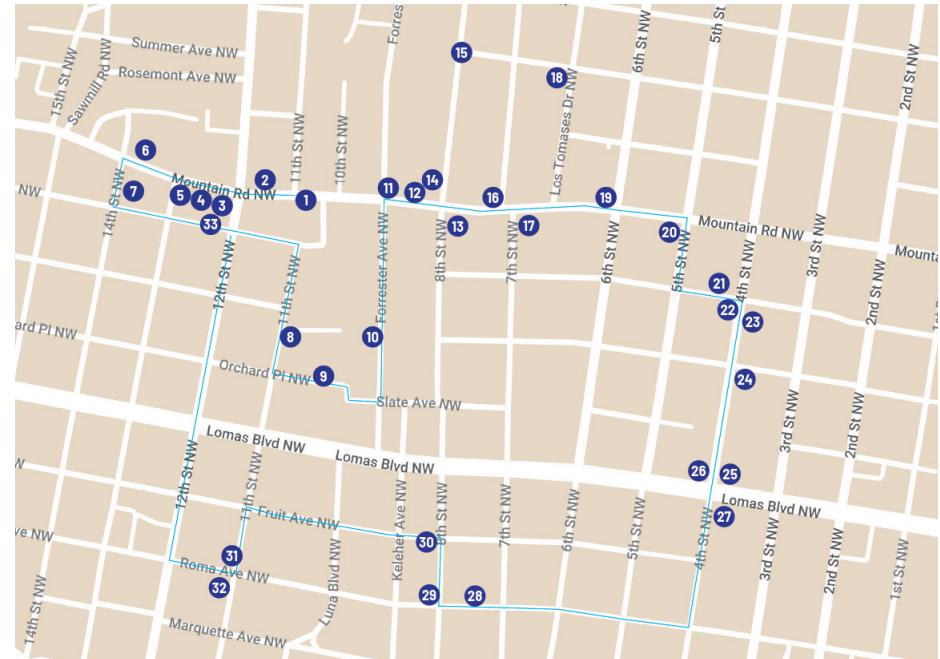 Summer Ave NW
Rosemont Ave NW
15th St NW
Sawmill Rd NW
Forres
5th St NW
6th St NW
2nd St NW
15
18
Los Tomases Dr NW
6
2
Mountain Rd NW
11th St NW
10th St NW
1
11
12
14
16
19
7
5
4
3
33
14th St NW
NW
13
17
20
Mountain Rd NW
Mounta
12th St NW
11th St NW
Forrester Ave NW
8th St NW
7th St NW
6th St NW
5th St NW
4th St NW
3rd St NW
2nd St NW
1st St
21
22
23
8
10
ard Pl NW
Orchard Pl NW
9
24
Slate Ave NW
3rd St NW
2nd St NW
Lomas Blvd NW
Lomas Blvd NW
26
25
Lomas Blvd NW
27
W
12th St NW
11th St NW
Fruit Ave NW
Keleher Ave NW
8th St NW
7th St NW
6th St NW
5th St NW
4th St NW
3rd St NW
2nd St NW
1st St NW
30
ve NW
31
Roma Ave NW
32
Luna Blvd NW
29
28
14th St NW
Marquette Ave NW